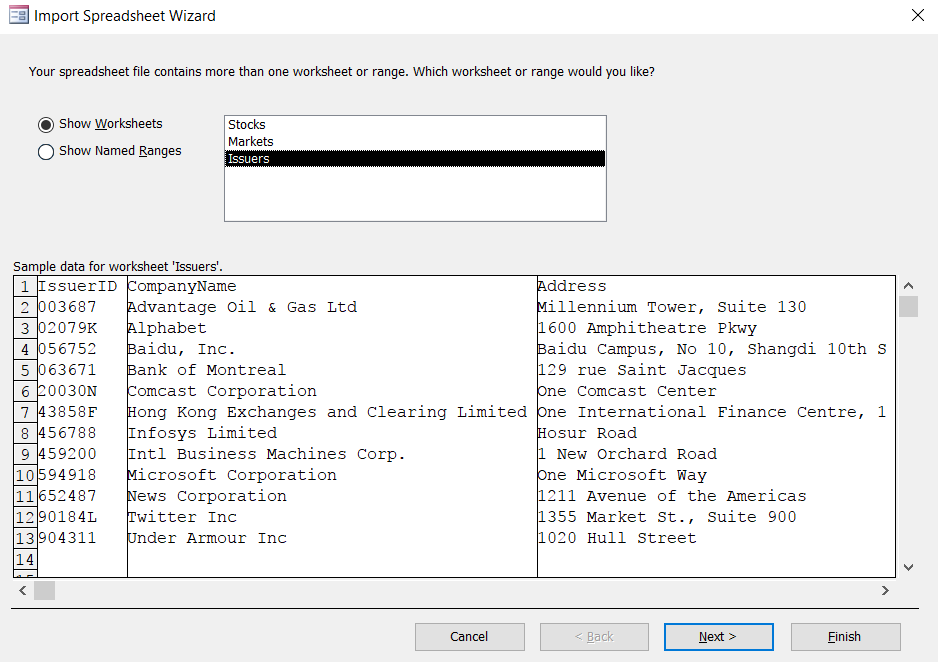 Import Spreadsheet Wizard
Your spreadsheet file contains more than one worksheet or range. Which worksheet or range would you like?
Show Worksheets
Show Named Ranges
Stocks
Markets
Issuers
Sample data for worksheet 'Issuers'.
1 IssuerID CompanyName Address
2 003687 Advantage Oil & Gas Ltd Millennium Tower, Suite 130
3 02079K Alphabet 1600 Amphitheatre Pkwy
4 056752 Baidu, Inc. Baidu Campus, No 10, Shangdi 10th S
5 063671 Bank of Montreal 129 rue Saint Jacques
6 20030N Comcast Corporation One Comcast Center
7 43858F Hong Kong Exchanges and Clearing Limited One International Finance Centre, 1
8 456788 Infosys Limited Hosur Road
9 459200 Intl Business Machines Corp. 1 New Orchard Road
10 594918 Microsoft Corporation One Microsoft Way
11 652487 News Corporation 1211 Avenue of the Americas
12 90184L Twitter Inc 1355 Market St., Suite 900
13 904311 Under Armour Inc 1020 Hull Street
14
Cancel < Back Next > Finish